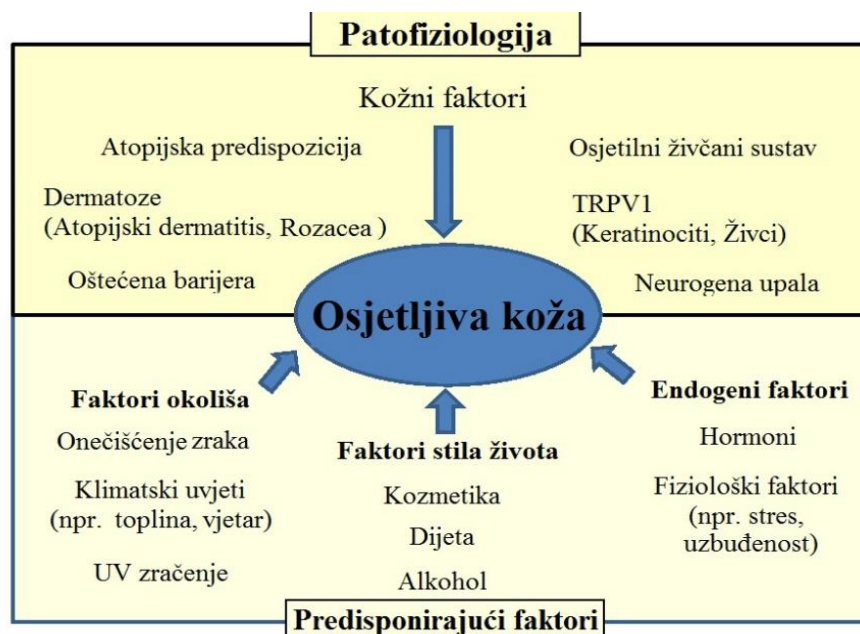 Patofiziologija
Kožni faktori
Atopijska predispozicija
Dermatoze
(Atopijski dermatitis, Rozacea )
Oštećena barijera
Osjetilni živčani sustav
TRPV1
(Keratinociti, Živci)
Neurogena upala
Osjetljiva koža
Faktori okoliša
Onečišćenje zraka
Klimatski uvjeti
(npr. toplina, vjetar)
UV zračenje
Faktori stila života
Kozmetika
Dijeta
Alkohol
Endogeni faktori
Hormoni
Fiziološki faktori
(npr. stres,
uzbuđenost)
Predisponirajući faktori